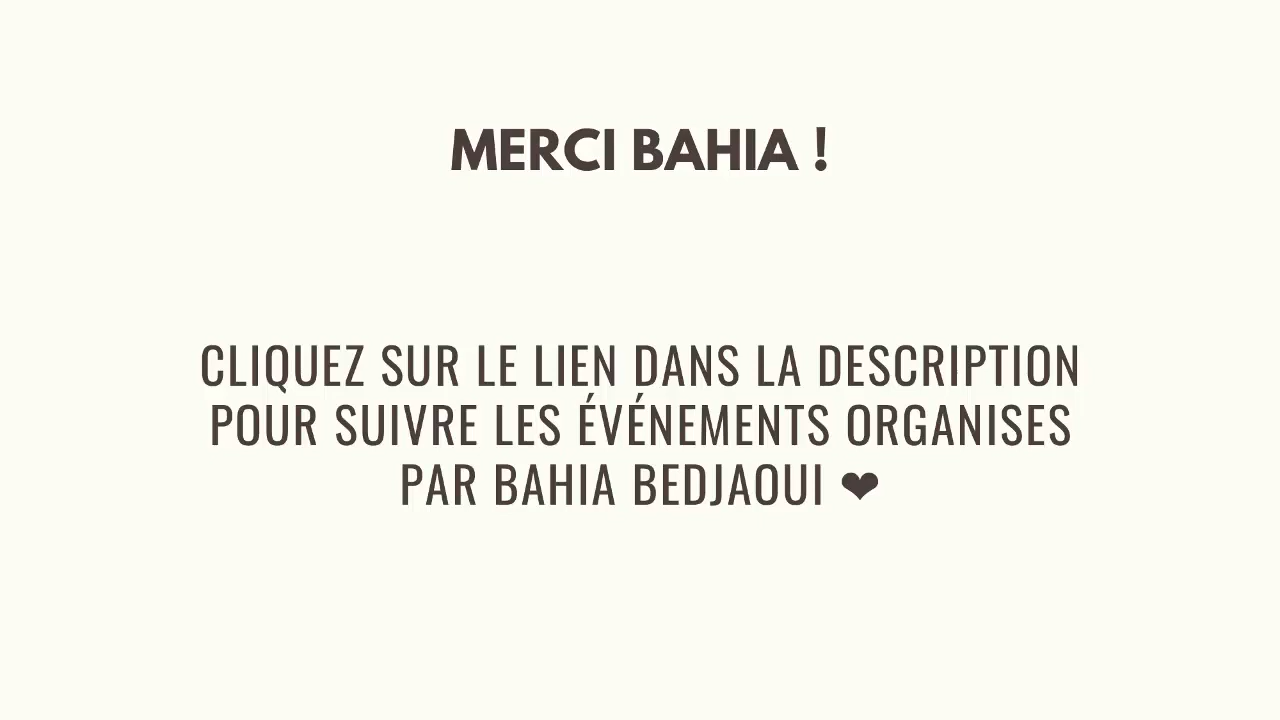 MERCI BAHIA !
CLIQUEZ SUR LE LIEN DANS LA DESCRIPTION
POUR SUIVRE LES ÉVÉNEMENTS ORGANISES
PAR BAHIA BEDJAOUI ❤